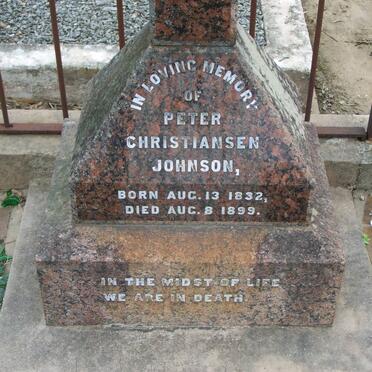 IN LOVING MEMORY
OF
PETER
CHRISTIANSEN
JOHNSON,
BORN AUG. 13 1832,
DIED AUG. 8 1899.
IN THE MIDST OF LIFE
WE ARE IN DEATH.